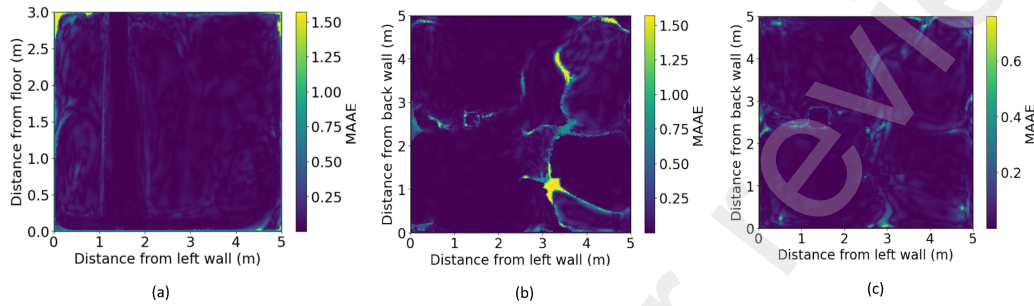 3.0
2.5
2.0
1.5
1.0
0.5
0.0
Distance from floor (m)
0 1 2 3 4 5
Distance from left wall (m)
1.50
1.25
1.00
0.75
0.50
0.25
MAAE
(a)
5
4
3
2
1
0
Distance from back wall (m)
0 1 2 3 4 5
Distance from left wall (m)
1.50
1.25
1.00
0.75
0.50
0.25
MAAE
(b)
5
4
3
2
1
0
Distance from back wall (m)
0 1 2 3 4 5
Distance from left wall (m)
0.6
0.4
0.2
MAAE
(c)
r review